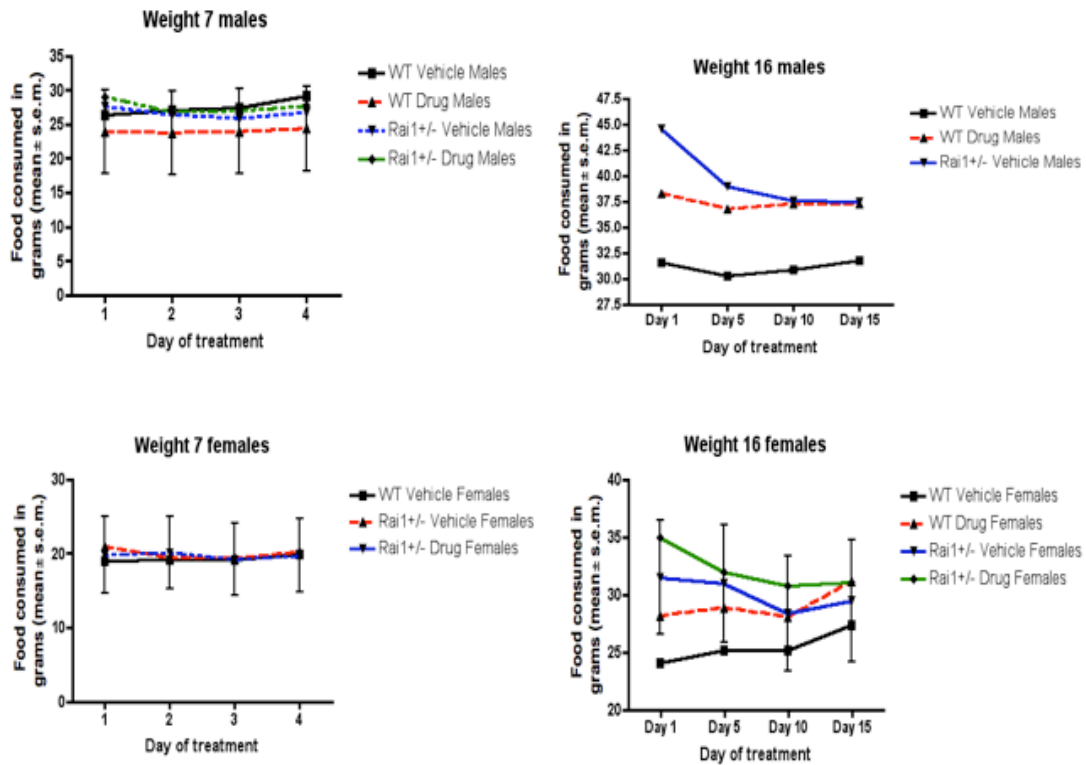 Weight 7 males
Food consumed in
grams (mean± s.e.m.)
35
30
25
20
15
10
5
0
1 2 3 4
Day of treatment
WT Vehicle Males
WT Drug Males
Rai1+/- Vehicle Males
Rai1+/- Drug Males
Weight 16 males
Food consumed in
grams (mean± s.e.m.)
47.5
45.0
42.5
40.0
37.5
35.0
32.5
30.0
27.5
Day 1 Day 5 Day 10 Day 15
Day of treatment
WT Vehicle Males
WT Drug Males
Rai1+/- Vehicle Males
Weight 7 females
Food consumed in
grams (mean± s.e.m.)
30
20
10
0
1 2 3 4
Day of treatment
WT Vehicle Females
Rai1+/- Vehicle Females
Rai1+/- Drug Females
Weight 16 females
Food consumed in
grams (mean± s.e.m.)
40
35
30
25
20
Day 1 Day 5 Day 10 Day 15
Day of treatment
WT Vehicle Females
WT Drug Females
Rai1+/- Vehicle Females
Rai1+/- Drug Females